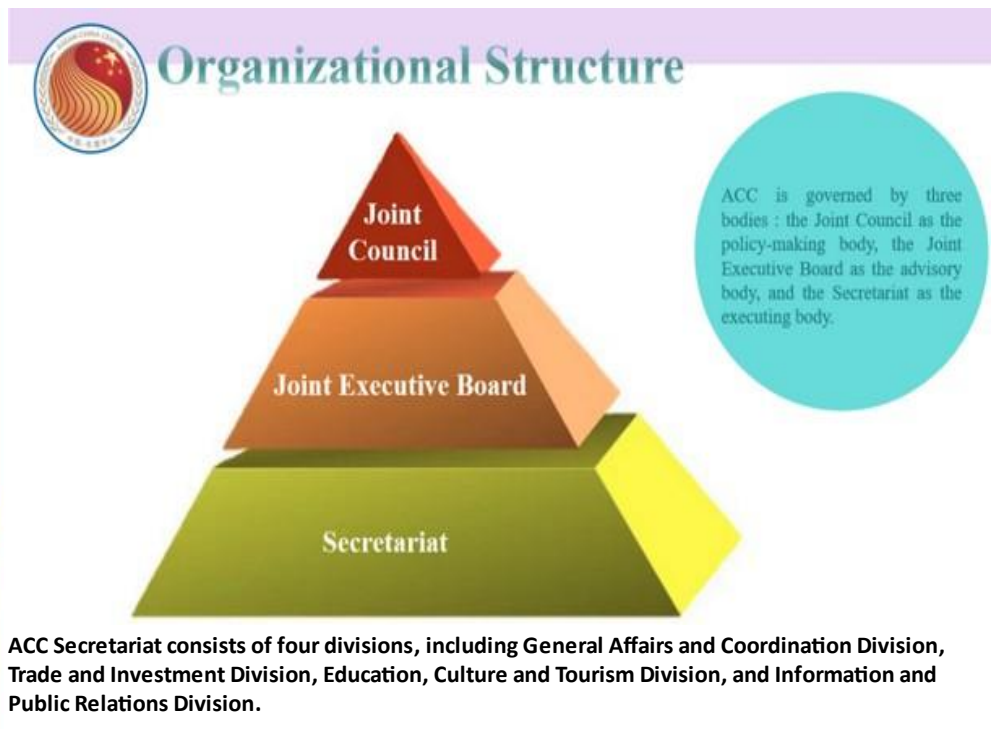 Organizational Structure
ASEAN-CHINA CENTRE
Joint
Council
Joint Executive Board
Secretariat
ACC is governed by three
bodies : the Joint Council as the
policy-making body, the Joint
Executive Board as the advisory
body, and the Secretariat as the
executing body.
ACC Secretariat consists of four divisions, including General Affairs and Coordination Division,
Trade and Investment Division, Education, Culture and Tourism Division, and Information and
Public Relations Division.